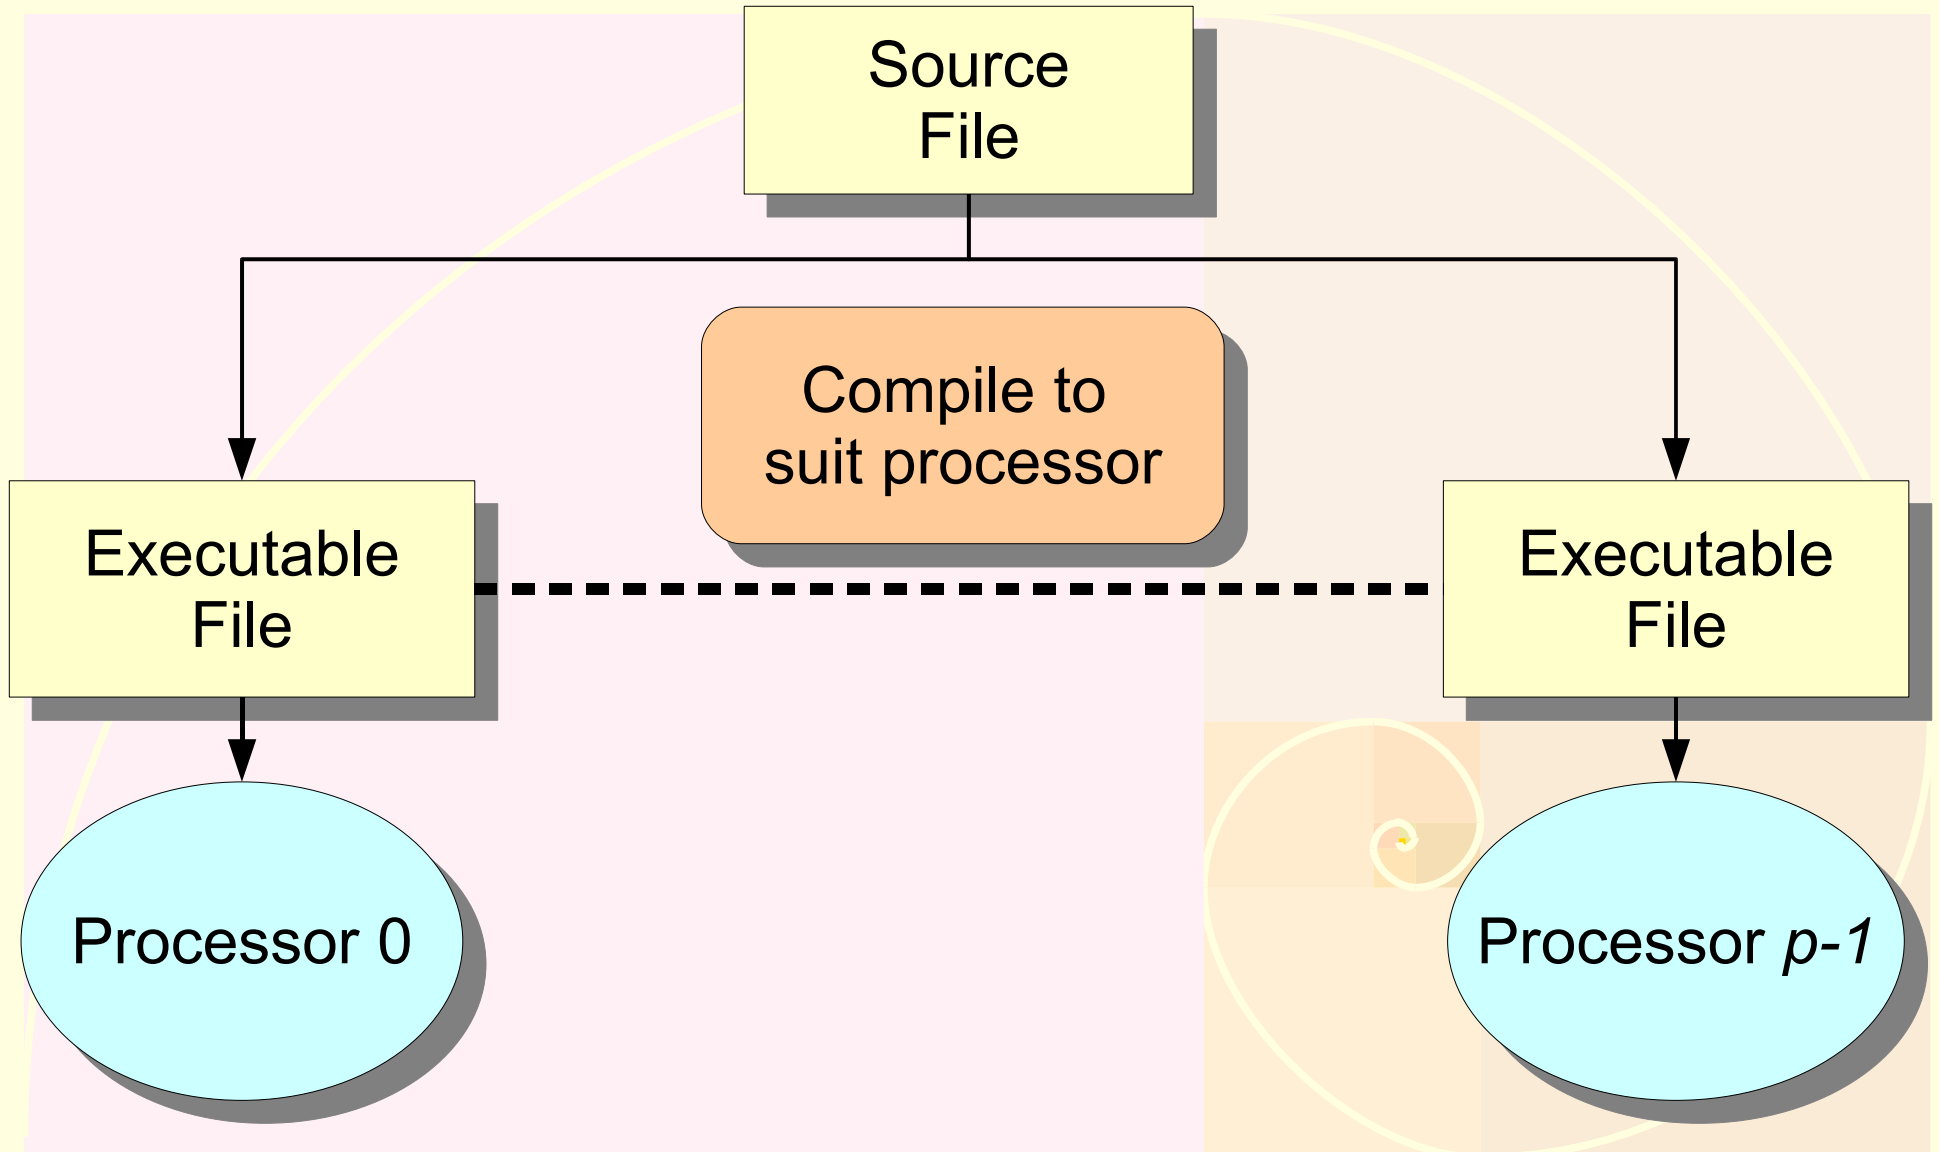 Source
File
Compile to
suit processor
Executable
File
Executable
File
Processor 0
Processor p-1